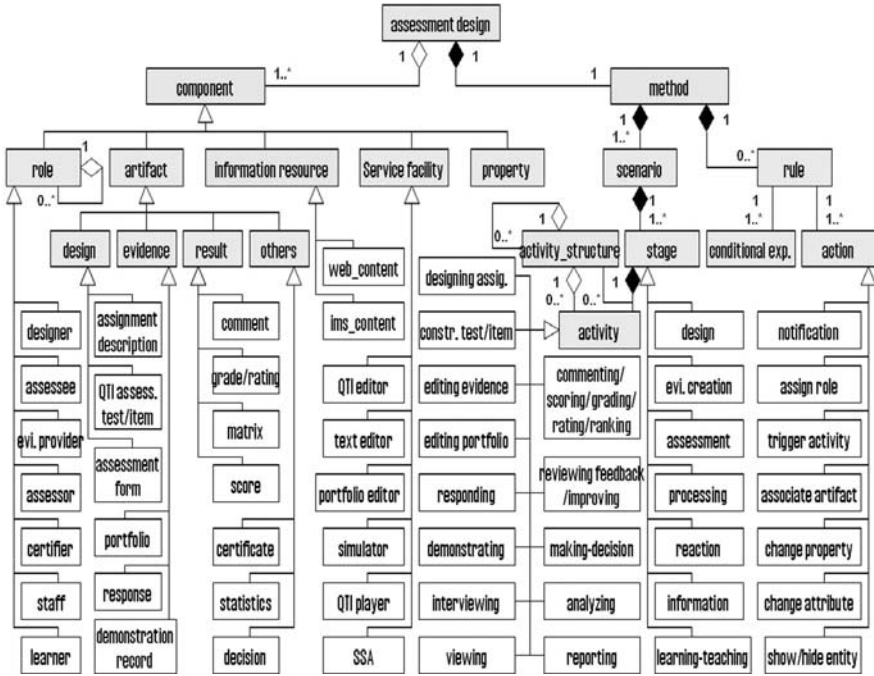 assessment design
1
1
1..*
1
component
method
1
1
1
1..*
0..*
role
artifact
information resource
Service facility
property
scenario
rule
0..*
1
1
1
1
0..*
1..*
1..*
1..*
design
evidence
result
others
activity_structure
stage
conditional exp.
action
web_content
designing assig.
1
1
0..*
0..*
designer
assignment
description
comment
ims_content
constr. test/item
activity
design
notification
assessee
QTI assess.
test/item
grade/rating
QTI editor
editing evidence
commenting/
scoring/grading/
rating/ranking
evi. creation
assign role
evi. provider
matrix
text editor
editing portfolio
assessment
trigger activity
assessor
assessment
form
score
portfolio editor
responding
reviewing feedback
/improving
processing
associate artifact
certifier
portfolio
certificate
simulator
demonstrating
making-decision
reaction
change property
staff
response
statistics
QTI player
interviewing
analyzing
information
change attribute
learner
demonstration
record
decision
SSA
viewing
reporting
learning-teaching
show/hide entity